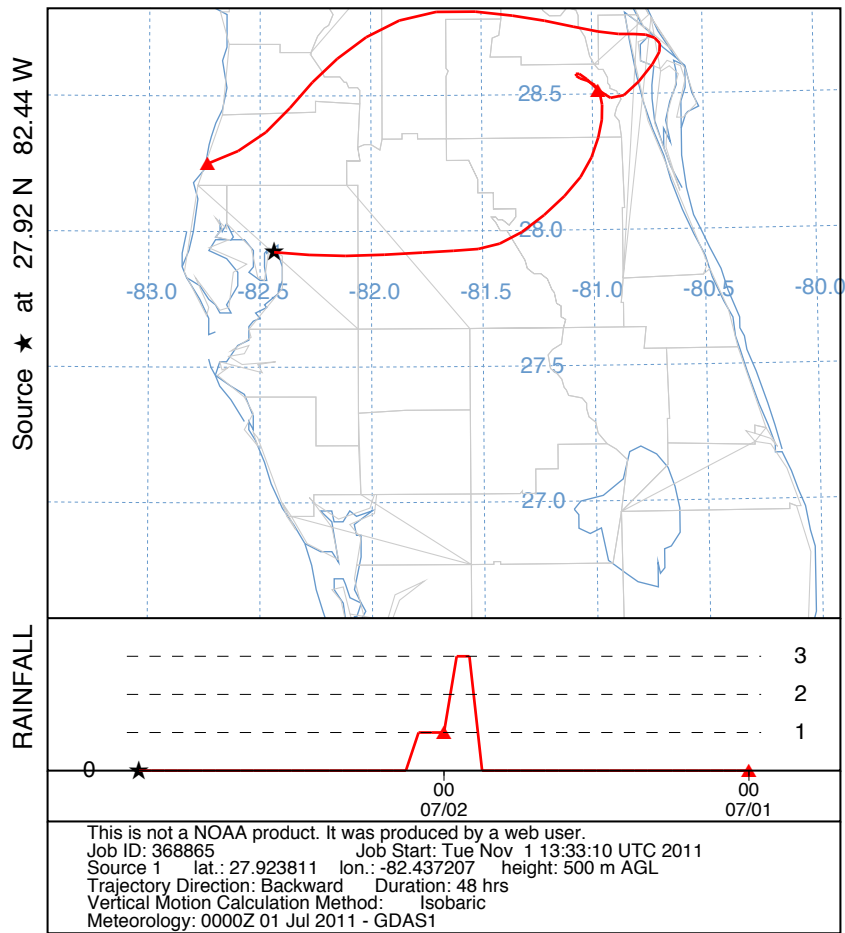 Source ★ at 27.92 N 82.44 W
28.5
28.0
-83.0 -82.5 -82.0 -81.5 -81.0 -80.5 -80.0
27.5
27.0
RAINFALL
3
2
1
0
00 00
07/02 07/01
This is not a NOAA product. It was produced by a web user.
Job ID: 368865 Job Start: Tue Nov 1 13:33:10 UTC 2011
Source 1 lat.: 27.923811 lon.: -82.437207 height: 500 m AGL
Trajectory Direction: Backward Duration: 48 hrs
Vertical Motion Calculation Method: Isobaric
Meteorology: 0000Z 01 Jul 2011 - GDAS1